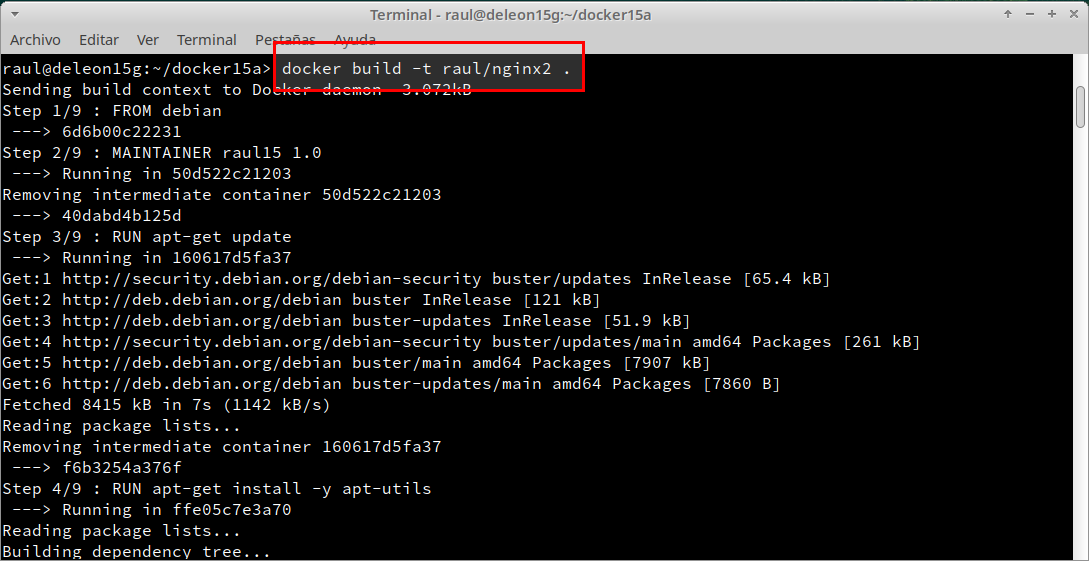 Terminal - raul@deleon15g:~/docker15a
Archivo Editar Ver Terminal Pestañas Ayuda
raul@deleon15g:~/docker15a> docker build -t raul/nginx2 .
Sending build context to Docker daemon  3.072kB
Step 1/9 : FROM debian
 ---> 6d6b00c22231
Step 2/9 : MAINTAINER raul15 1.0
 ---> Running in 50d522c21203
Removing intermediate container 50d522c21203
 ---> 40dabd4b125d
Step 3/9 : RUN apt-get update
 ---> Running in 160617d5fa37
Get:1 http://security.debian.org/debian-security buster/updates InRelease [65.4 kB]
Get:2 http://deb.debian.org/debian buster InRelease [121 kB]
Get:3 http://deb.debian.org/debian buster-updates InRelease [51.9 kB]
Get:4 http://security.debian.org/debian-security buster/updates/main amd64 Packages [261 kB]
Get:5 http://deb.debian.org/debian buster/main amd64 Packages [7907 kB]
Get:6 http://deb.debian.org/debian buster-updates/main amd64 Packages [7860 B]
Fetched 8415 kB in 7s (1142 kB/s)
Reading package lists...
Removing intermediate container 160617d5fa37
 ---> f6b3254a376f
Step 4/9 : RUN apt-get install -y apt-utils
 ---> Running in ffe05c7e3a70
Reading package lists...
Building dependency tree...